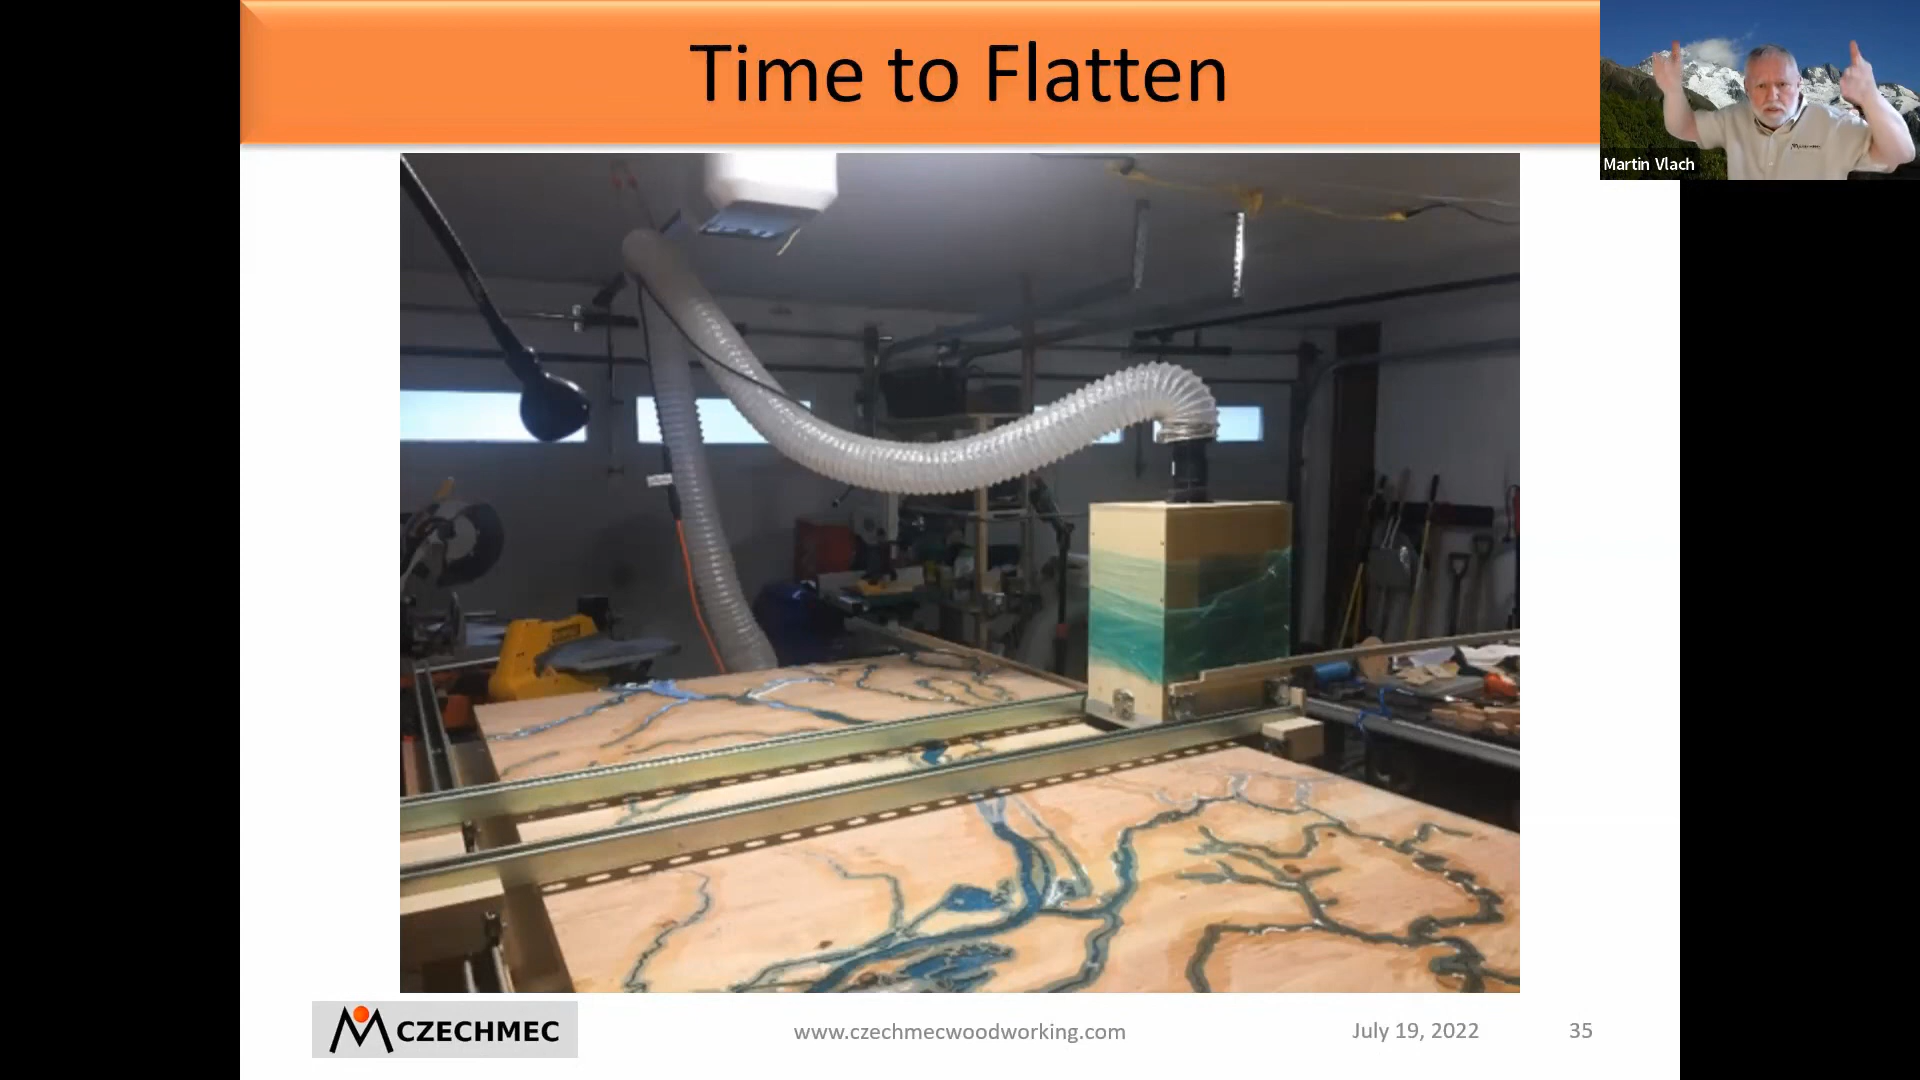 Time to Flatten
Martin Vlach
CZECHMEC
www.czechmecwoodworking.com
July 19, 2022
35